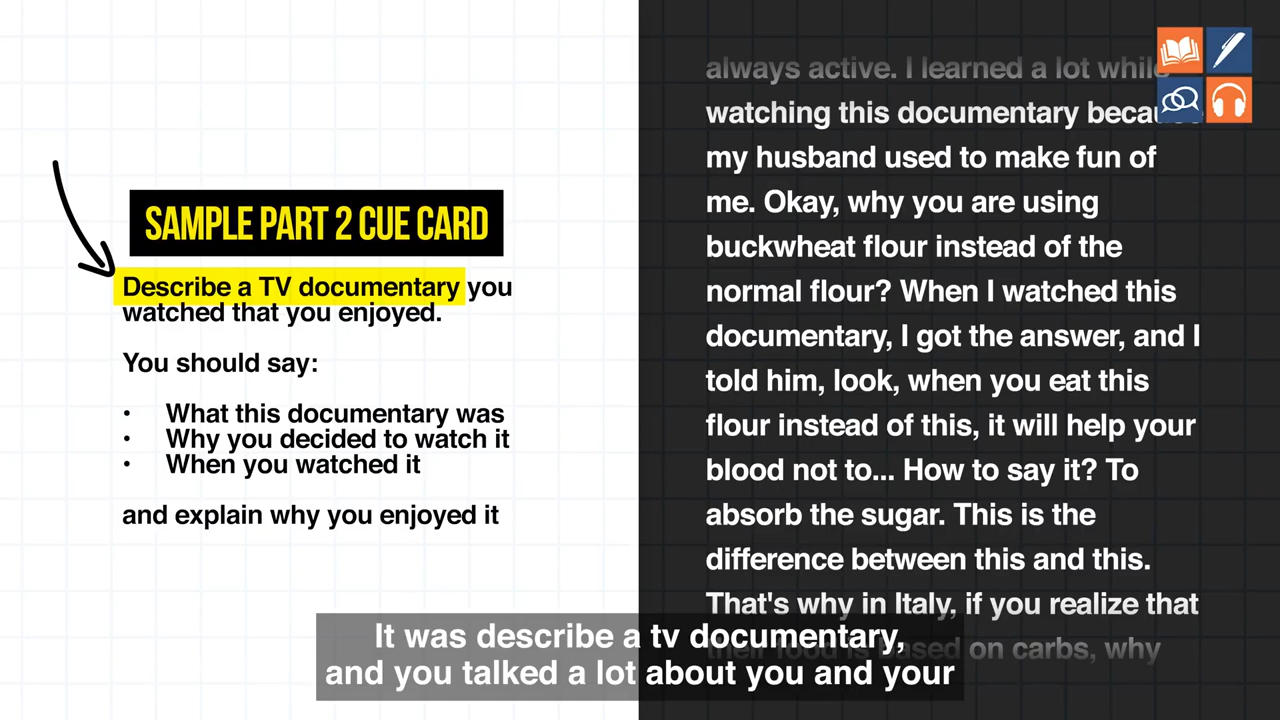 SAMPLE PART 2 CUE CARD
Describe a TV documentary you
watched that you enjoyed.
You should say:
• What this documentary was
• Why you decided to watch it
• When you watched it
and explain why you enjoyed it
always active. I learned a lot while
watching this documentary
my husband used to make fun of
me. Okay, why you are using
buckwheat flour instead of the
normal flour? When I watched this
documentary, I got the answer, and I
told him, look, when you eat this
flour instead of this, it will help your
blood not to... How to say it? To
absorb the sugar. This is the
difference between this and this.
That's why in Italy, if you realize that
their food is based on carbs, why
It was describe a tv documentary,
and you talked a lot about you and your